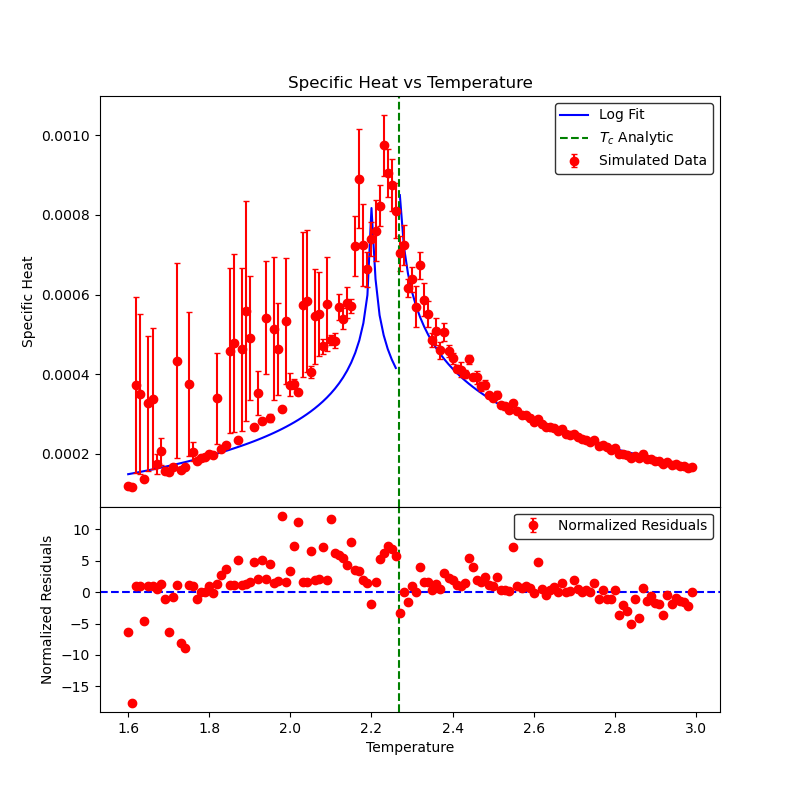 Specific Heat vs Temperature
Log Fit
T_c Analytic
Simulated Data
Specific Heat
0.0010
0.0008
0.0006
0.0004
0.0002
Normalized Residuals
Normalized Residuals
10
5
0
−5
−10
−15
1.6 1.8 2.0 2.2 2.4 2.6 2.8 3.0
Temperature